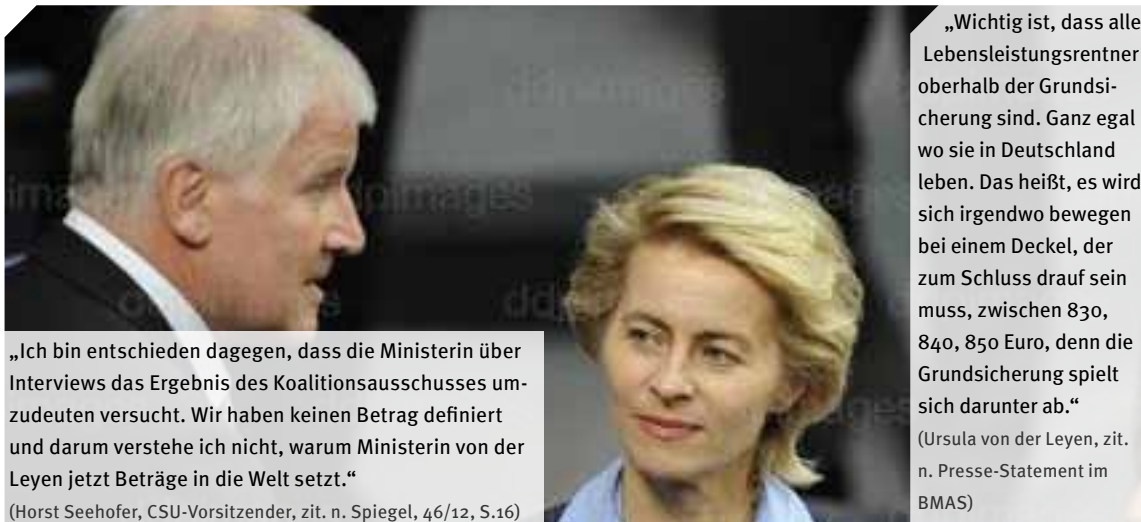 „Ich bin entschieden dagegen, dass die Ministerin über
Interviews das Ergebnis des Koalitionsausschusses um-
zudeuten versucht. Wir haben keinen Betrag definiert
und darum verstehe ich nicht, warum Ministerin von der
Leyen jetzt Beträge in die Welt setzt.“
(Horst Seehofer, CSU-Vorsitzender, zit. n. Spiegel, 46/12, S.16)
„Wichtig ist, dass alle
Lebensleistungsrentner
oberhalb der Grundsi-
cherung sind. Ganz egal
wo sie in Deutschland
leben. Das heißt, es wird
sich irgendwo bewegen
bei einem Deckel, der
zum Schluss drauf sein
muss, zwischen 830,
840, 850 Euro, denn die
Grundsicherung spielt
sich darunter ab.“
(Ursula von der Leyen, zit.
n. Presse-Statement im
BMAS)